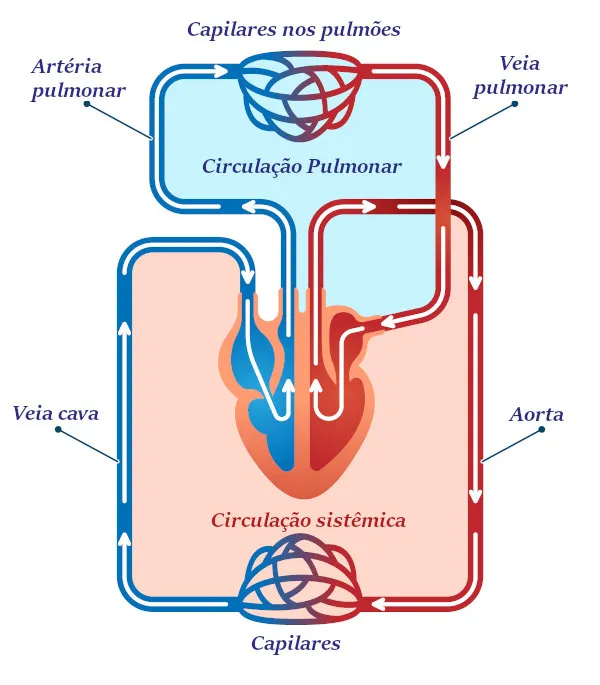 Capilares nos pulmões
Artéria
pulmonar
Veia
pulmonar
Circulação Pulmonar
Veia cava
Aorta
Circulação sistêmica
Capilares